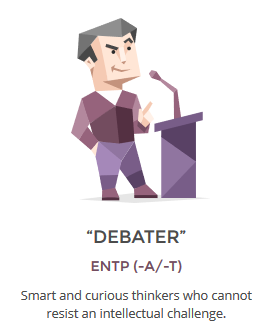 “DEBATER”
ENTP (-A/-T)
Smart and curious thinkers who cannot
resist an intellectual challenge.